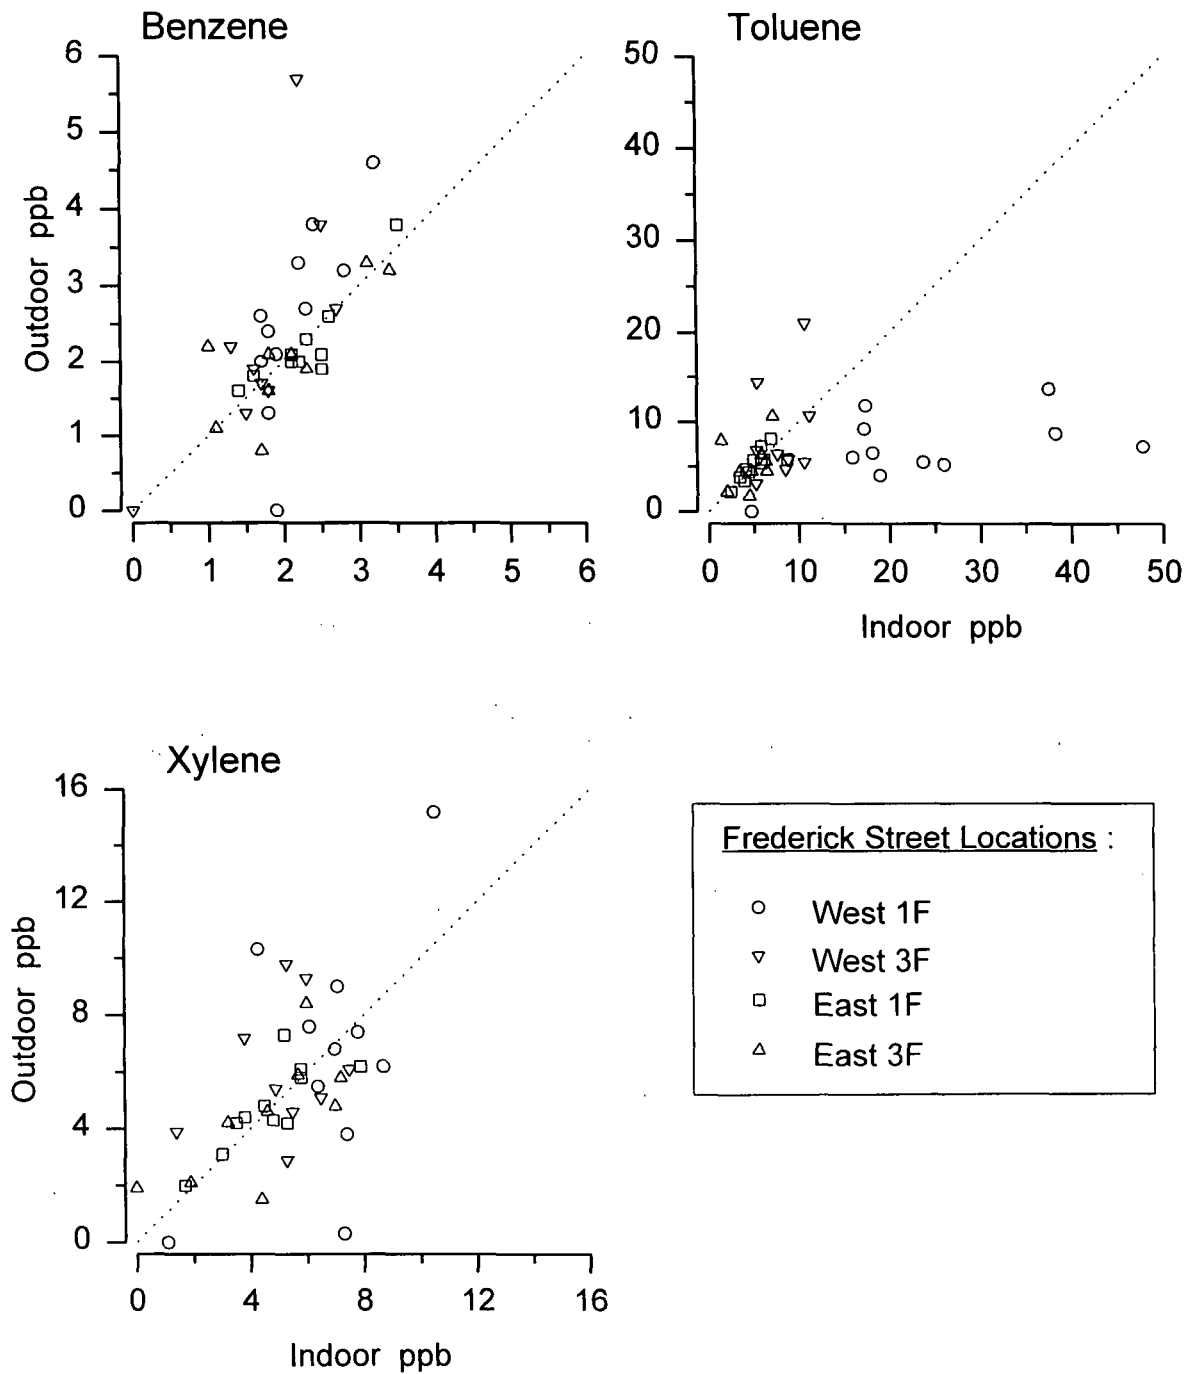 Benzene
6
5
4
3
2
1
0
Outdoor ppb
0 1 2 3 4 5 6
Toluene
50
40
30
20
10
0
0 10 20 30 40 50
Indoor ppb
Xylene
16
12
8
4
0
Outdoor ppb
0 4 8 12 16
Indoor ppb
Frederick Street Locations :
West 1F
West 3F
East 1F
East 3F